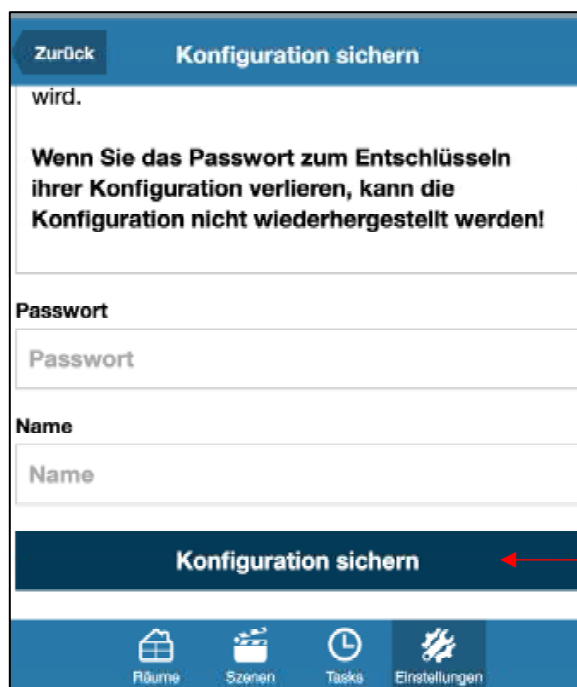 Zurück
Konfiguration sichern
wird.
Wenn Sie das Passwort zum Entschlüsseln
ihrer Konfiguration verlieren, kann die
Konfiguration nicht wiederhergestellt werden!
Passwort
Passwort
Name
Name
Konfiguration sichern
Räume
Szenen
Tasks
Einstellungen